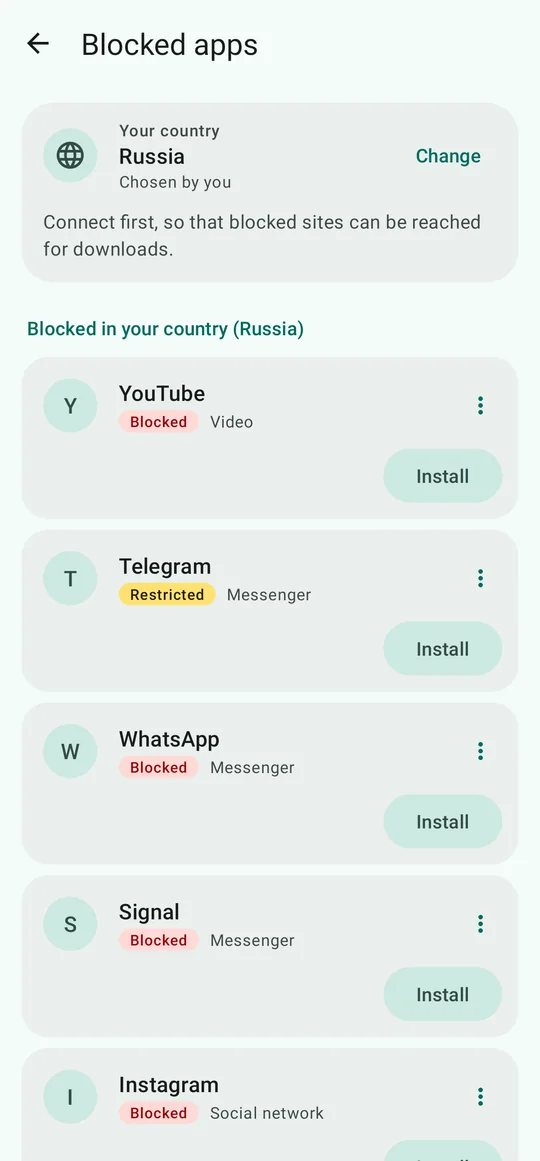 Blocked apps
Your country
Russia
Chosen by you
Change
Connect first, so that blocked sites can be reached
for downloads.
Blocked in your country (Russia)
Y
YouTube
Blocked Video
Install
T
Telegram
Restricted Messenger
Install
W
WhatsApp
Blocked Messenger
Install
S
Signal
Blocked Messenger
Install
I
Instagram
Blocked Social network